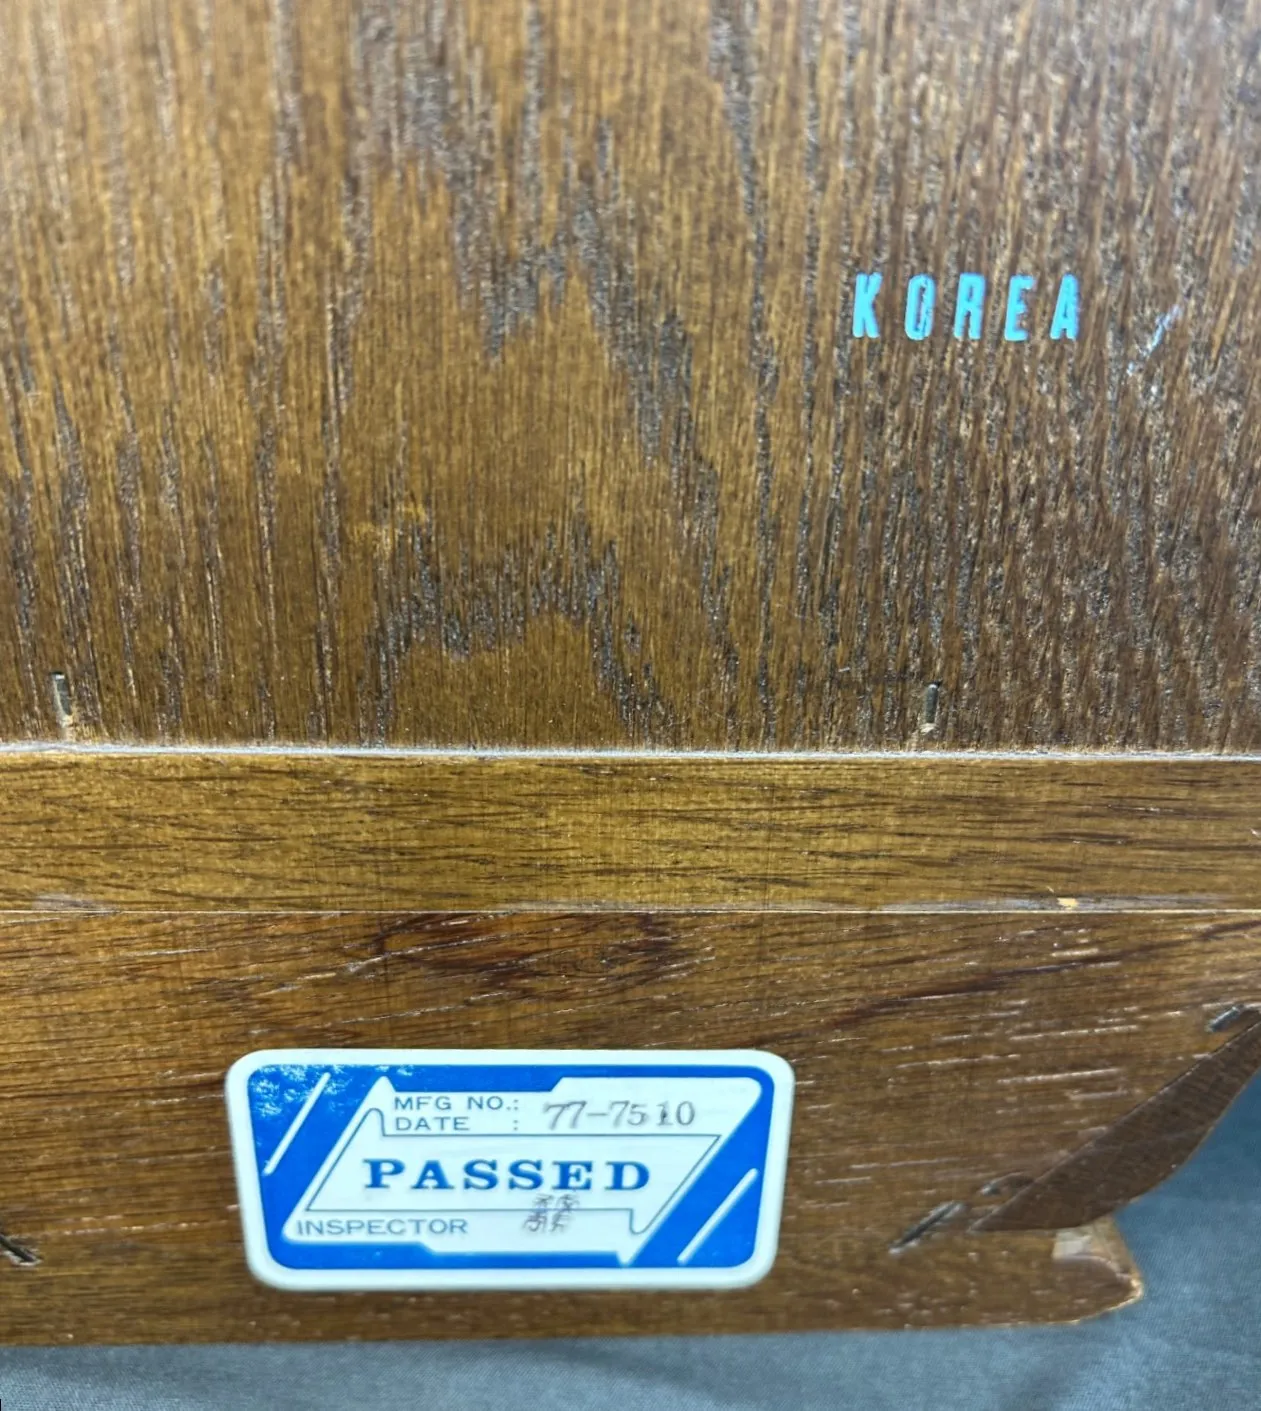 KOREA
MFG NO.: 77-7510
DATE :
PASSED
INSPECTOR